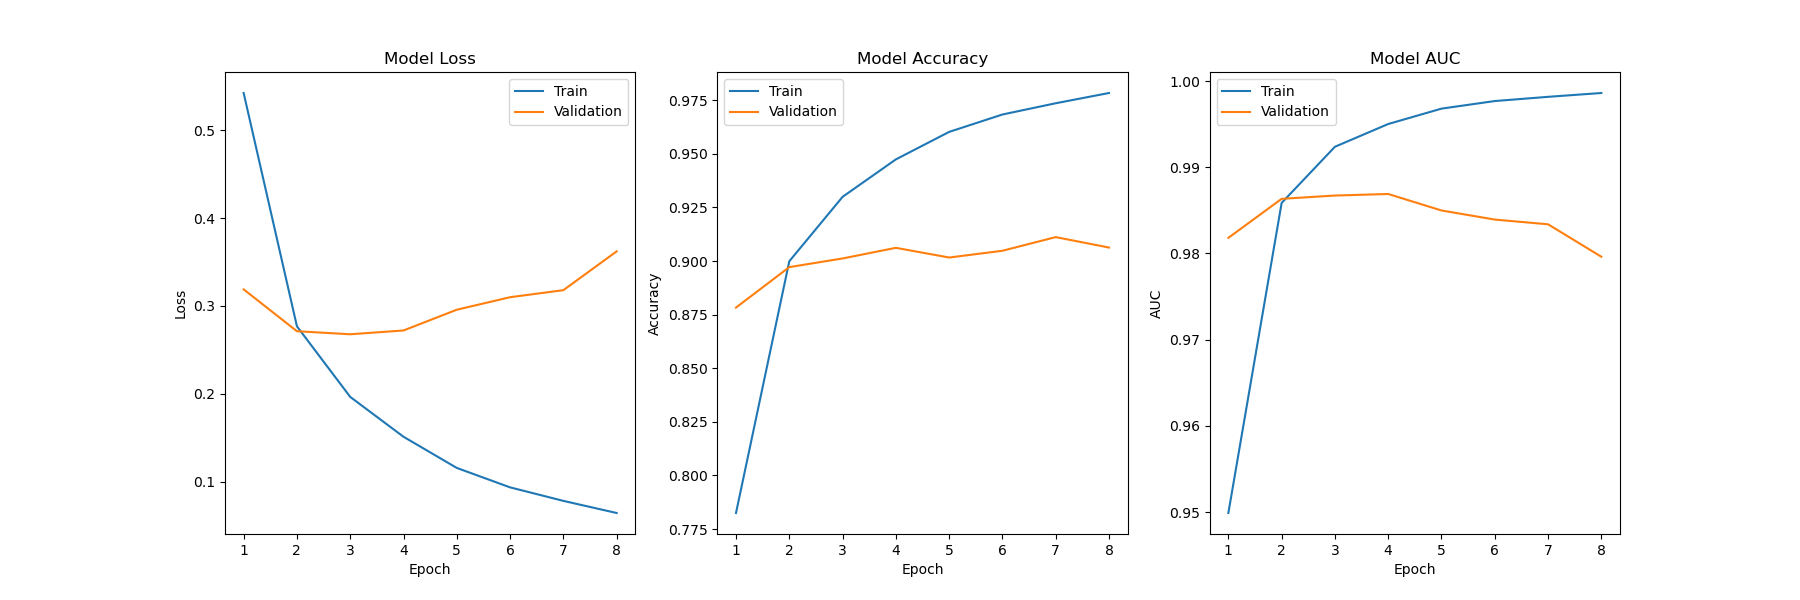 Model Loss
Train
Validation
0.5
0.4
0.3
0.2
0.1
Loss
1 2 3 4 5 6 7 8
Epoch
Model Accuracy
Train
Validation
0.975
0.950
0.925
0.900
0.875
0.850
0.825
0.800
0.775
Accuracy
1 2 3 4 5 6 7 8
Epoch
Model AUC
Train
Validation
1.00
0.99
0.98
0.97
0.96
0.95
AUC
1 2 3 4 5 6 7 8
Epoch